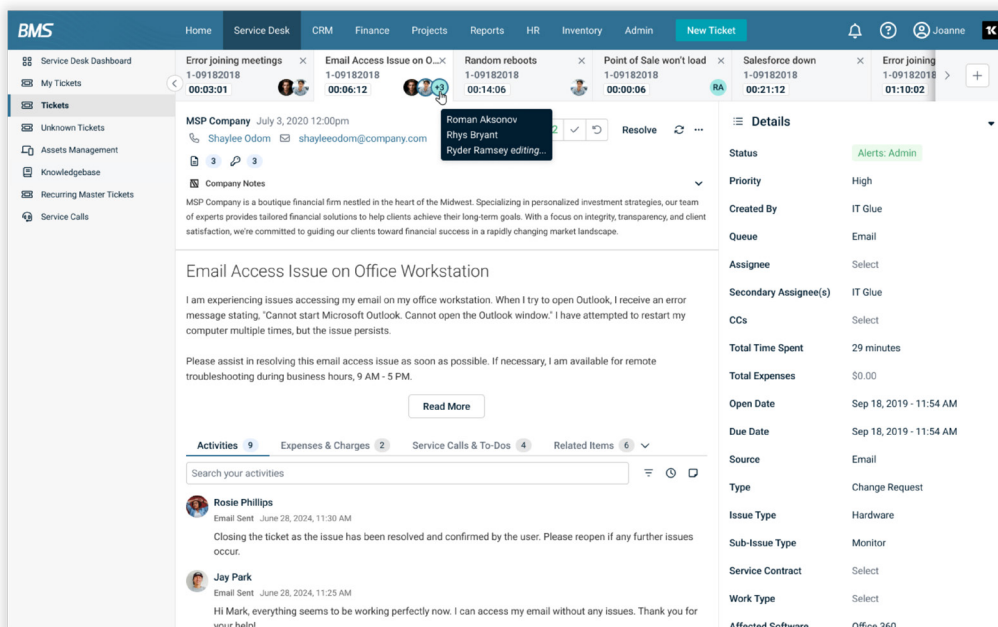 BMS
Home Service Desk CRM Finance Projects Reports HR Inventory Admin New Ticket Joanne
Service Desk Dashboard
My Tickets
Tickets
Unknown Tickets
Assets Management
Knowledgebase
Recurring Master Tickets
Service Calls
Error joining meetings
1-09182018
00:03:01
Email Access Issue on O...
1-09182018
00:06:12
+3
Random reboots
1-09182018
00:14:06
Point of Sale won't load
1-09182018
00:00:06
RA
Salesforce down
1-09182018
00:21:12
Error joining
1-09182018
01:10:02
Roman Aksonov
Rhys Bryant
Ryder Ramsey editing...
MSP Company July 3, 2020 12:00pm
Shaylee Odom shayleeodom@company.com
2 Resolve
3 3
Company Notes
MSP Company is a boutique financial firm nestled in the heart of the Midwest. Specializing in personalized investment strategies, our team
of experts provides tailored financial solutions to help clients achieve their long-term goals. With a focus on integrity, transparency, and client
satisfaction, we're committed to guiding our clients toward financial success in a rapidly changing market landscape.
Email Access Issue on Office Workstation
I am experiencing issues accessing my email on my office workstation. When I try to open Outlook, I receive an error
message stating, "Cannot start Microsoft Outlook. Cannot open the Outlook window." I have attempted to restart my
computer multiple times, but the issue persists.
Please assist in resolving this email access issue as soon as possible. If necessary, I am available for remote
troubleshooting during business hours, 9 AM - 5 PM.
Read More
Activities 9 Expenses & Charges 2 Service Calls & To-Dos 4 Related Items 6
Search your activities
Rosie Phillips
Email Sent June 28, 2024, 11:30 AM
Closing the ticket as the issue has been resolved and confirmed by the user. Please reopen if any further issues
occur.
Jay Park
Email Sent June 28, 2024, 11:25 AM
Hi Mark, everything seems to be working perfectly now. I can access my email without any issues. Thank you for
your help!
Details
Status Alerts: Admin
Priority High
Created By IT Glue
Queue Email
Assignee Select
Secondary Assignee(s) IT Glue
CCs Select
Total Time Spent 29 minutes
Total Expenses $0.00
Open Date Sep 18, 2019 - 11:54 AM
Due Date Sep 18, 2019 - 11:54 AM
Source Email
Type Change Request
Issue Type Hardware
Sub-Issue Type Monitor
Service Contract Select
Work Type Select
Affected Software Office 360